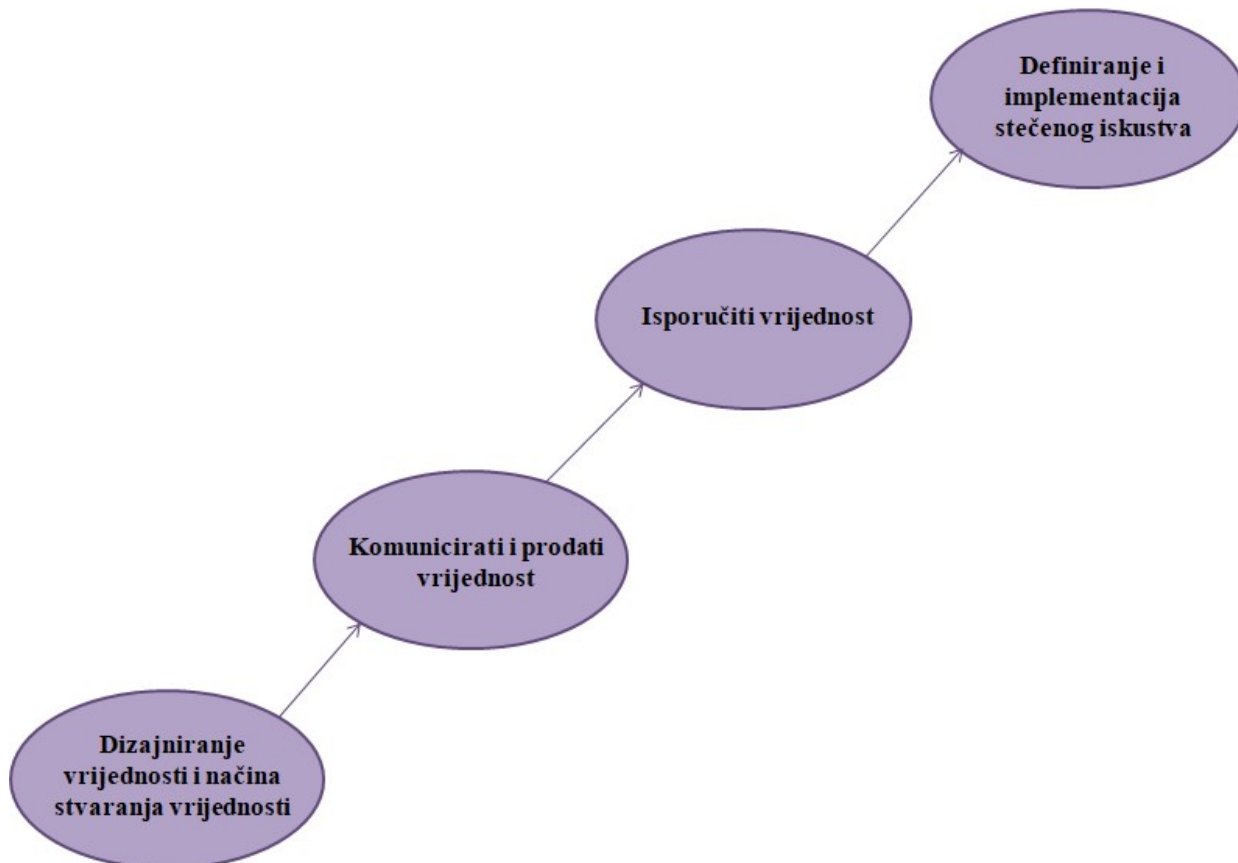 Definiranje i
implementacija
stečenog iskustva
Isporučiti vrijednost
Komunicirati i prodati
vrijednost
Dizajniranje
vrijednosti i načina
stvaranja vrijednosti